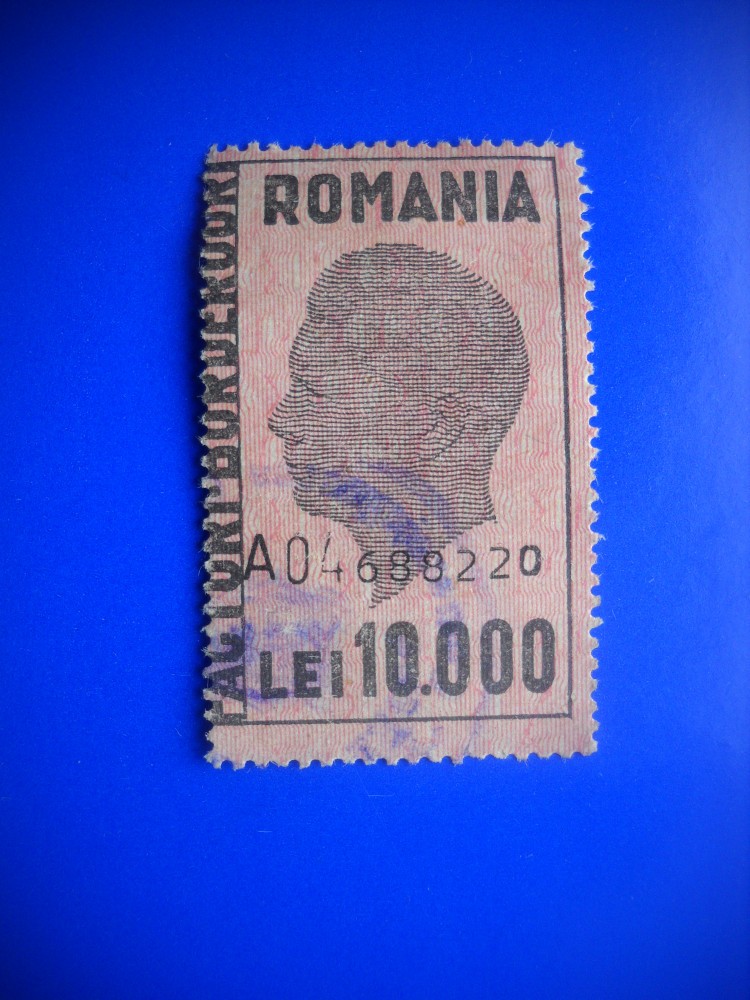 ROMANIA
FACTURI-BORDEROURI
A04688220
LEI 10.000